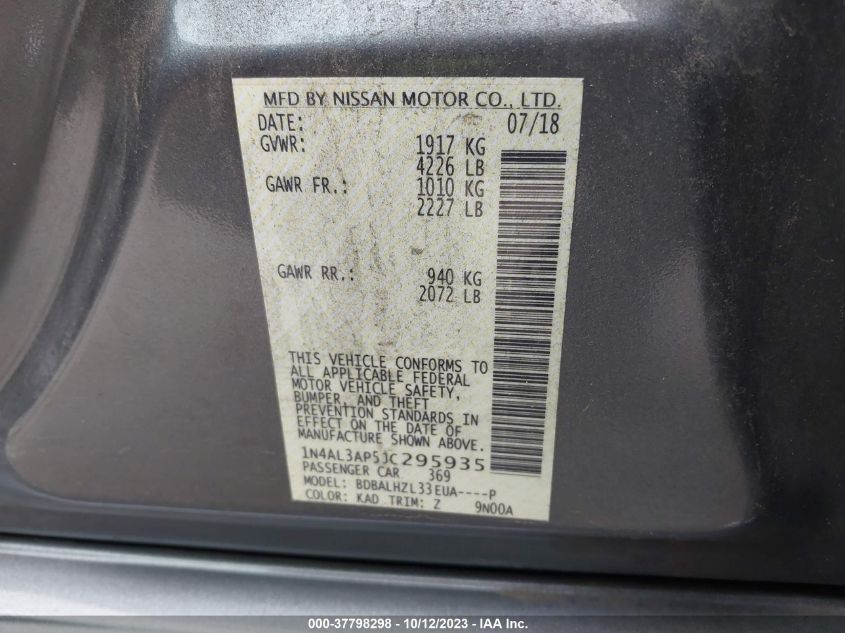 MFD BY NISSAN MOTOR CO., LTD.
DATE: 07/18
GVWR: 1917 KG
4226 LB
GAWR FR.: 1010 KG
2227 LB
GAWR RR.: 940 KG
2072 LB
THIS VEHICLE CONFORMS TO
ALL APPLICABLE FEDERAL
MOTOR VEHICLE SAFETY,
BUMPER, AND THEFT
PREVENTION STANDARDS IN
EFFECT ON THE DATE OF
MANUFACTURE SHOWN ABOVE.
1N4AL3AP5JC295935
PASSENGER CAR 369
MODEL: BDBALHZL33EUA----P
COLOR: KAD TRIM: Z 9N00A
000-37798298 - 10/12/2023 - © IAA Inc.